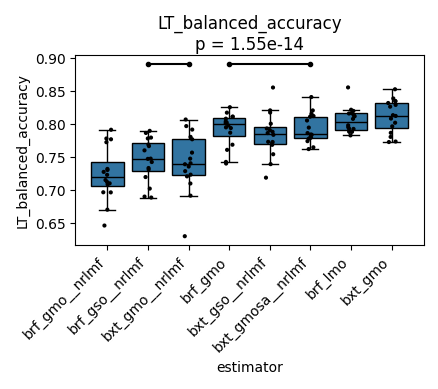 LT_balanced_accuracy
p = 1.55e-14
0.90
0.85
0.80
0.75
0.70
0.65
LT_balanced_accuracy
brf_gmo__nrlmf
brf_gso__nrlmf
bxt_gmo__nrlmf
brf_gmo
bxt_gso__nrlmf
bxt_gmosa__nrlmf
brf_lmo
bxt_gmo
estimator